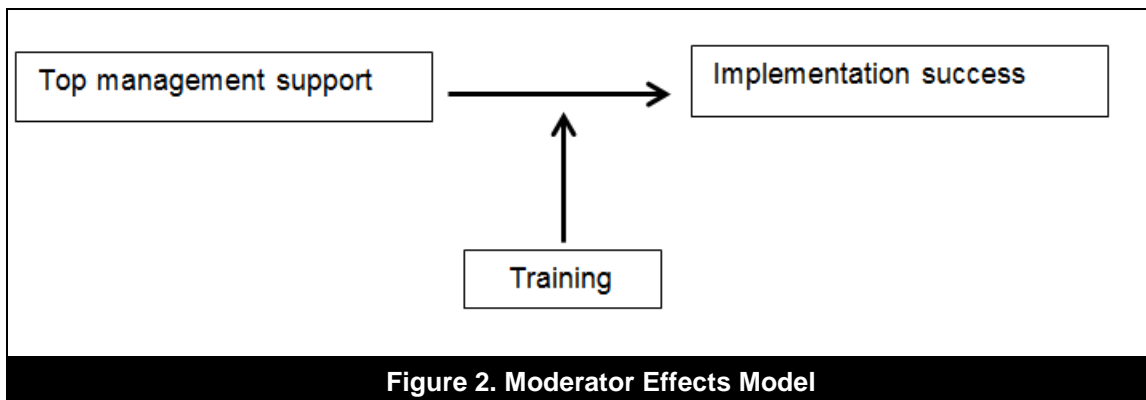 Top management support
Implementation success
Training
Figure 2. Moderator Effects Model